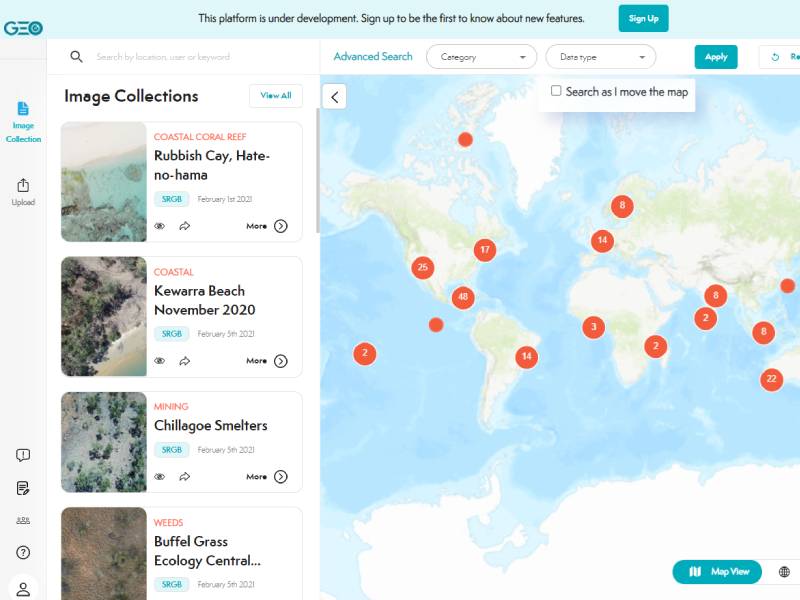 This platform is under development. Sign up to be the first to know about new features.
Sign Up
GEO
Search by location, user or keyword
Advanced Search
Category
Data type
Apply
Image Collections
View All
Search as I move the map
Image
Collection
Upload
COASTAL CORAL REEF
Rubbish Cay, Hate-
no-hama
SRGB
February 1st 2021
More
COASTAL
Kewarra Beach
November 2020
SRGB
February 5th 2021
More
MINING
Chillagoe Smelters
SRGB
February 5th 2021
More
WEEDS
Buffel Grass
Ecology Central...
SRGB
February 5th 2021
8
14
17
25
48
8
2
3
8
2
2
14
22
Map View